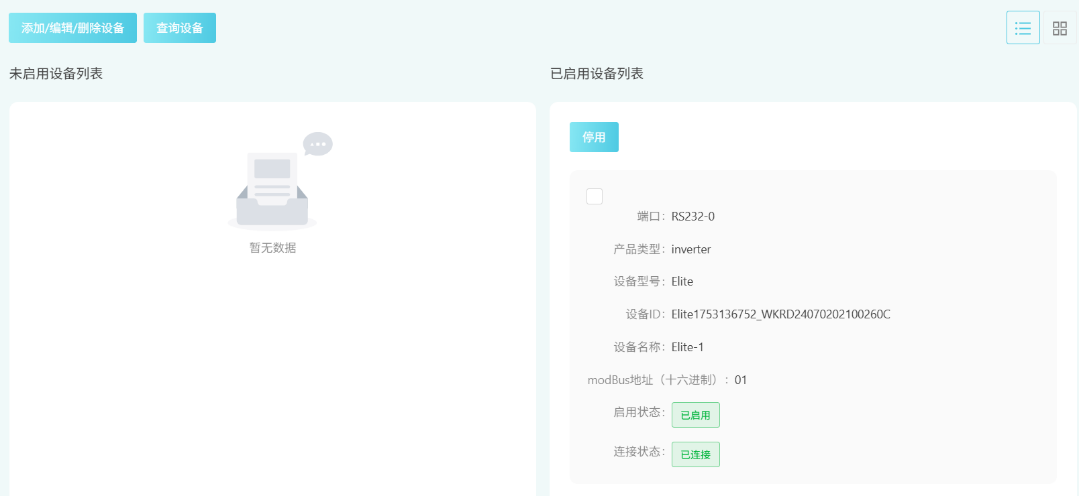 添加/编辑/删除设备 查询设备
未启用设备列表
暂无数据
已启用设备列表
停用
端口： RS232-0
产品类型： inverter
设备型号： Elite
设备ID： Elite1753136752_WKRD24070202100260C
设备名称： Elite-1
modBus地址（十六进制）： 01
启用状态： 已启用
连接状态： 已连接